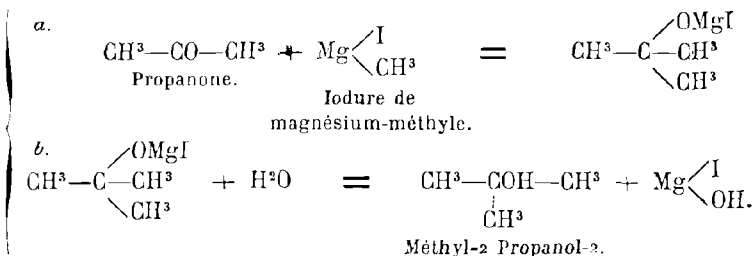 a.
OMgI
CH³—CO—CH³ + Mg I CH³ = CH³—C—CH³
CH³
Propanone.
Iodure de
magnésium-méthyle.
b.
OMgI
CH³—C—CH³ + H²O = CH³—COH—CH³ + Mg I OH.
CH³ CH³
Méthyl-2 Propanol-2.